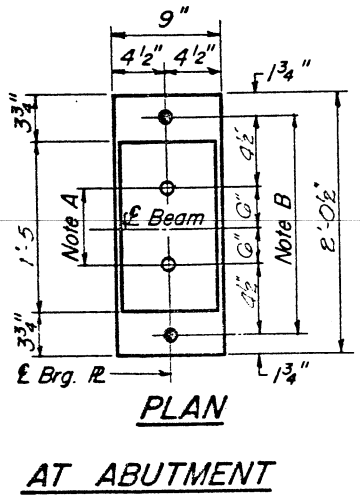 9"
4½" 4½"
1¾"
3¾"
4½"
Note A
℄ Beam
6"
6"
Note B
2'-0½"
1'-5
4½"
3¾"
℄ Brg. ℞
1¾"
PLAN
AT ABUTMENT